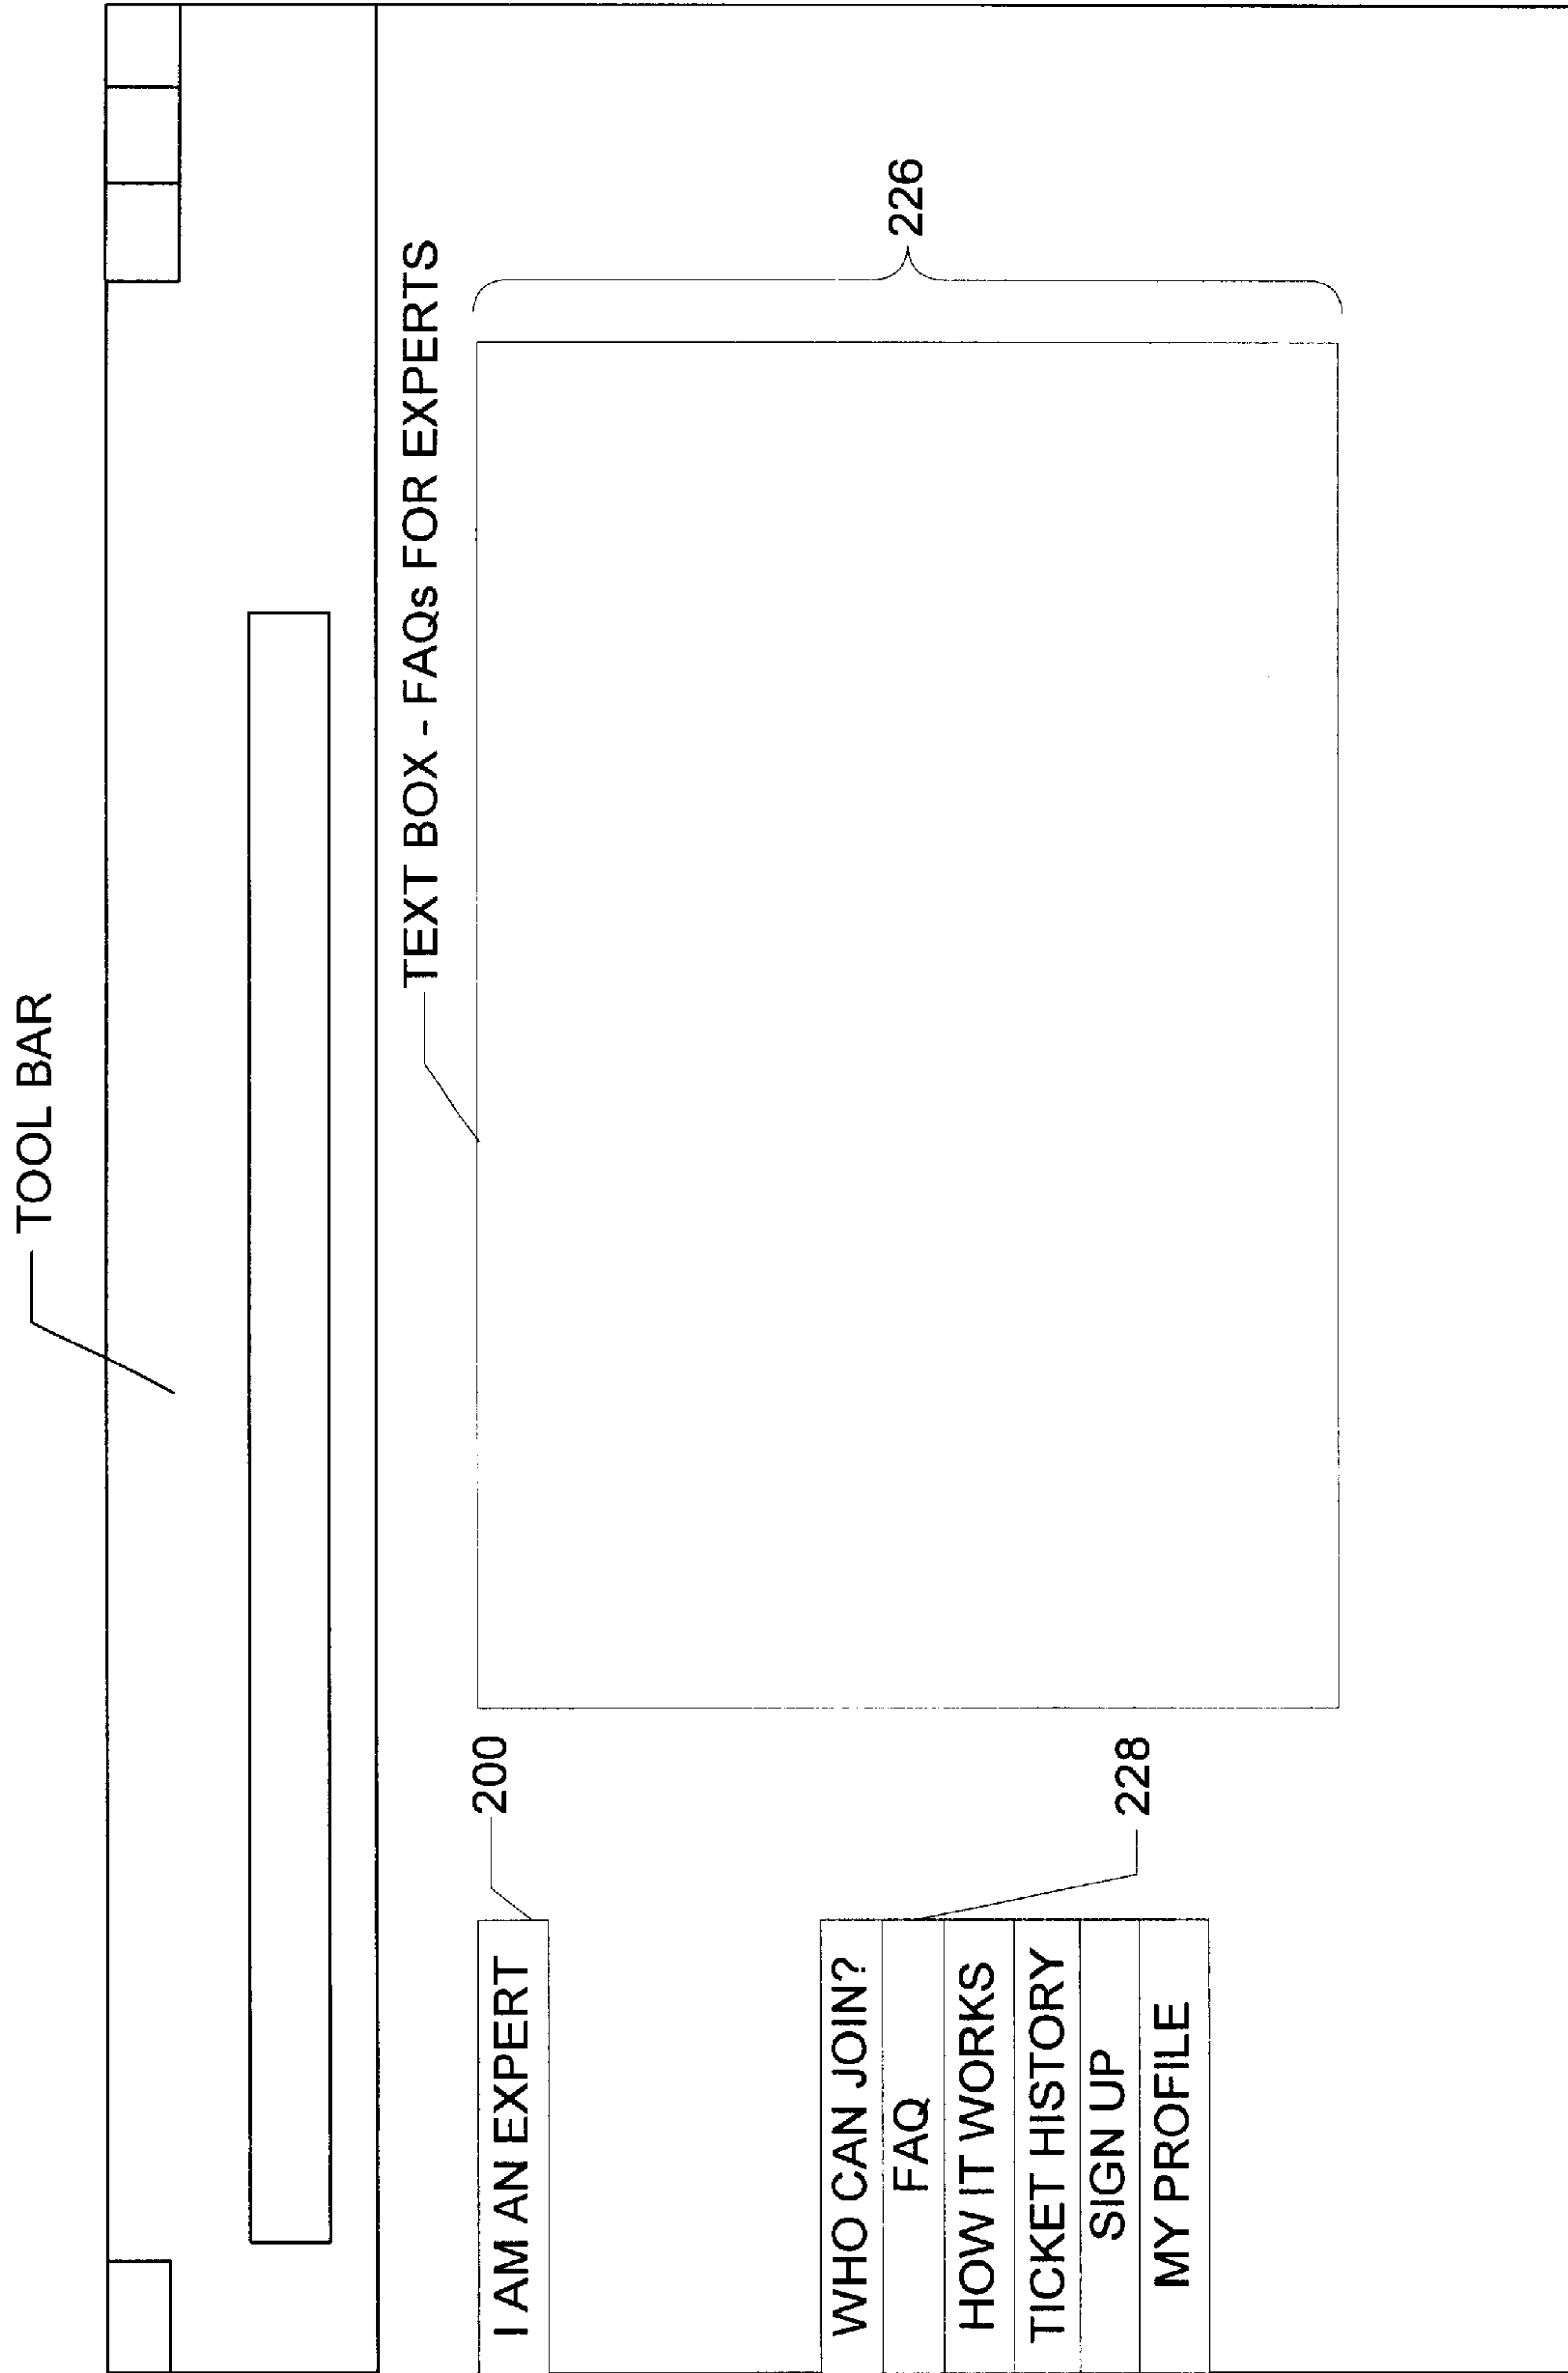 TOOL BAR
TEXT BOX - FAQs FOR EXPERTS
I AM AN EXPERT
200
226
WHO CAN JOIN?
FAQ
HOW IT WORKS
TICKET HISTORY
SIGN UP
MY PROFILE
228